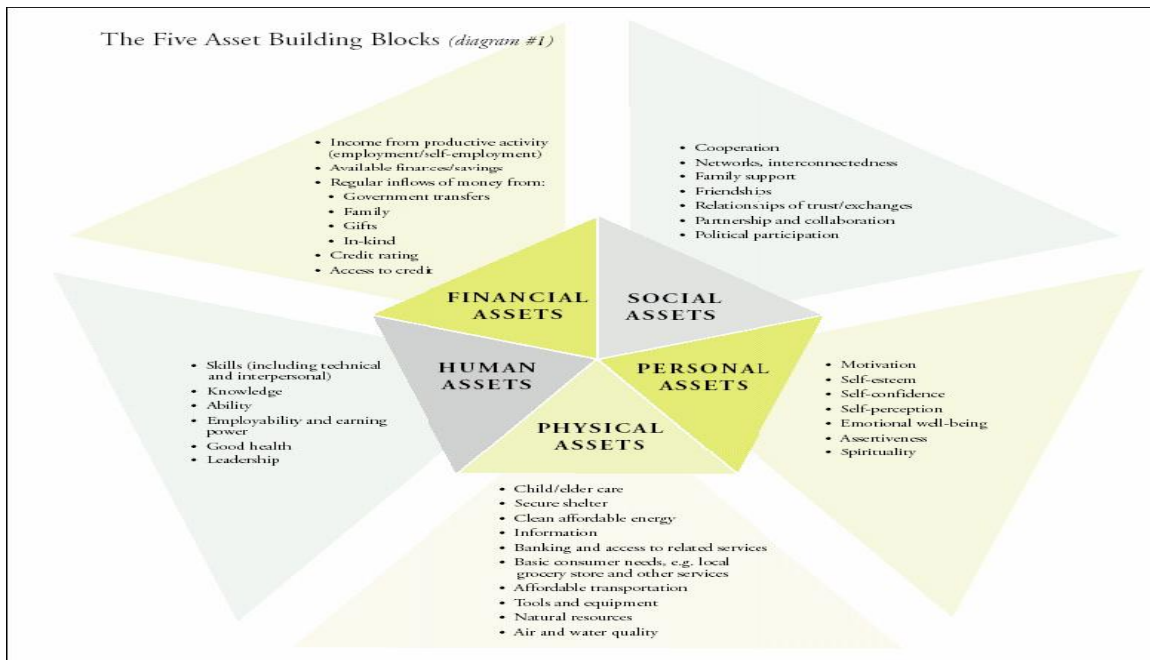 The Five Asset Building Blocks (diagram #1)
• Income from productive activity
(employment/self-employment)
• Available finances/savings
• Regular inflows of money from:
• Government transfers
• Family
• Gifts
• In-kind
• Credit rating
• Access to credit
• Cooperation
• Networks, interconnectedness
• Family support
• Friendships
• Relationships of trust/exchanges
• Partnership and collaboration
• Political participation
FINANCIAL
ASSETS
SOCIAL
ASSETS
HUMAN
ASSETS
PERSONAL
ASSETS
PHYSICAL
ASSETS
• Skills (including technical
and interpersonal)
• Knowledge
• Ability
• Employability and earning
power
• Good health
• Leadership
• Motivation
• Self-esteem
• Self-confidence
• Self-perception
• Emotional well-being
• Assertiveness
• Spirituality
• Child/elder care
• Secure shelter
• Clean affordable energy
• Information
• Banking and access to related services
• Basic consumer needs, e.g. local
grocery store and other services
• Affordable transportation
• Tools and equipment
• Natural resources
• Air and water quality